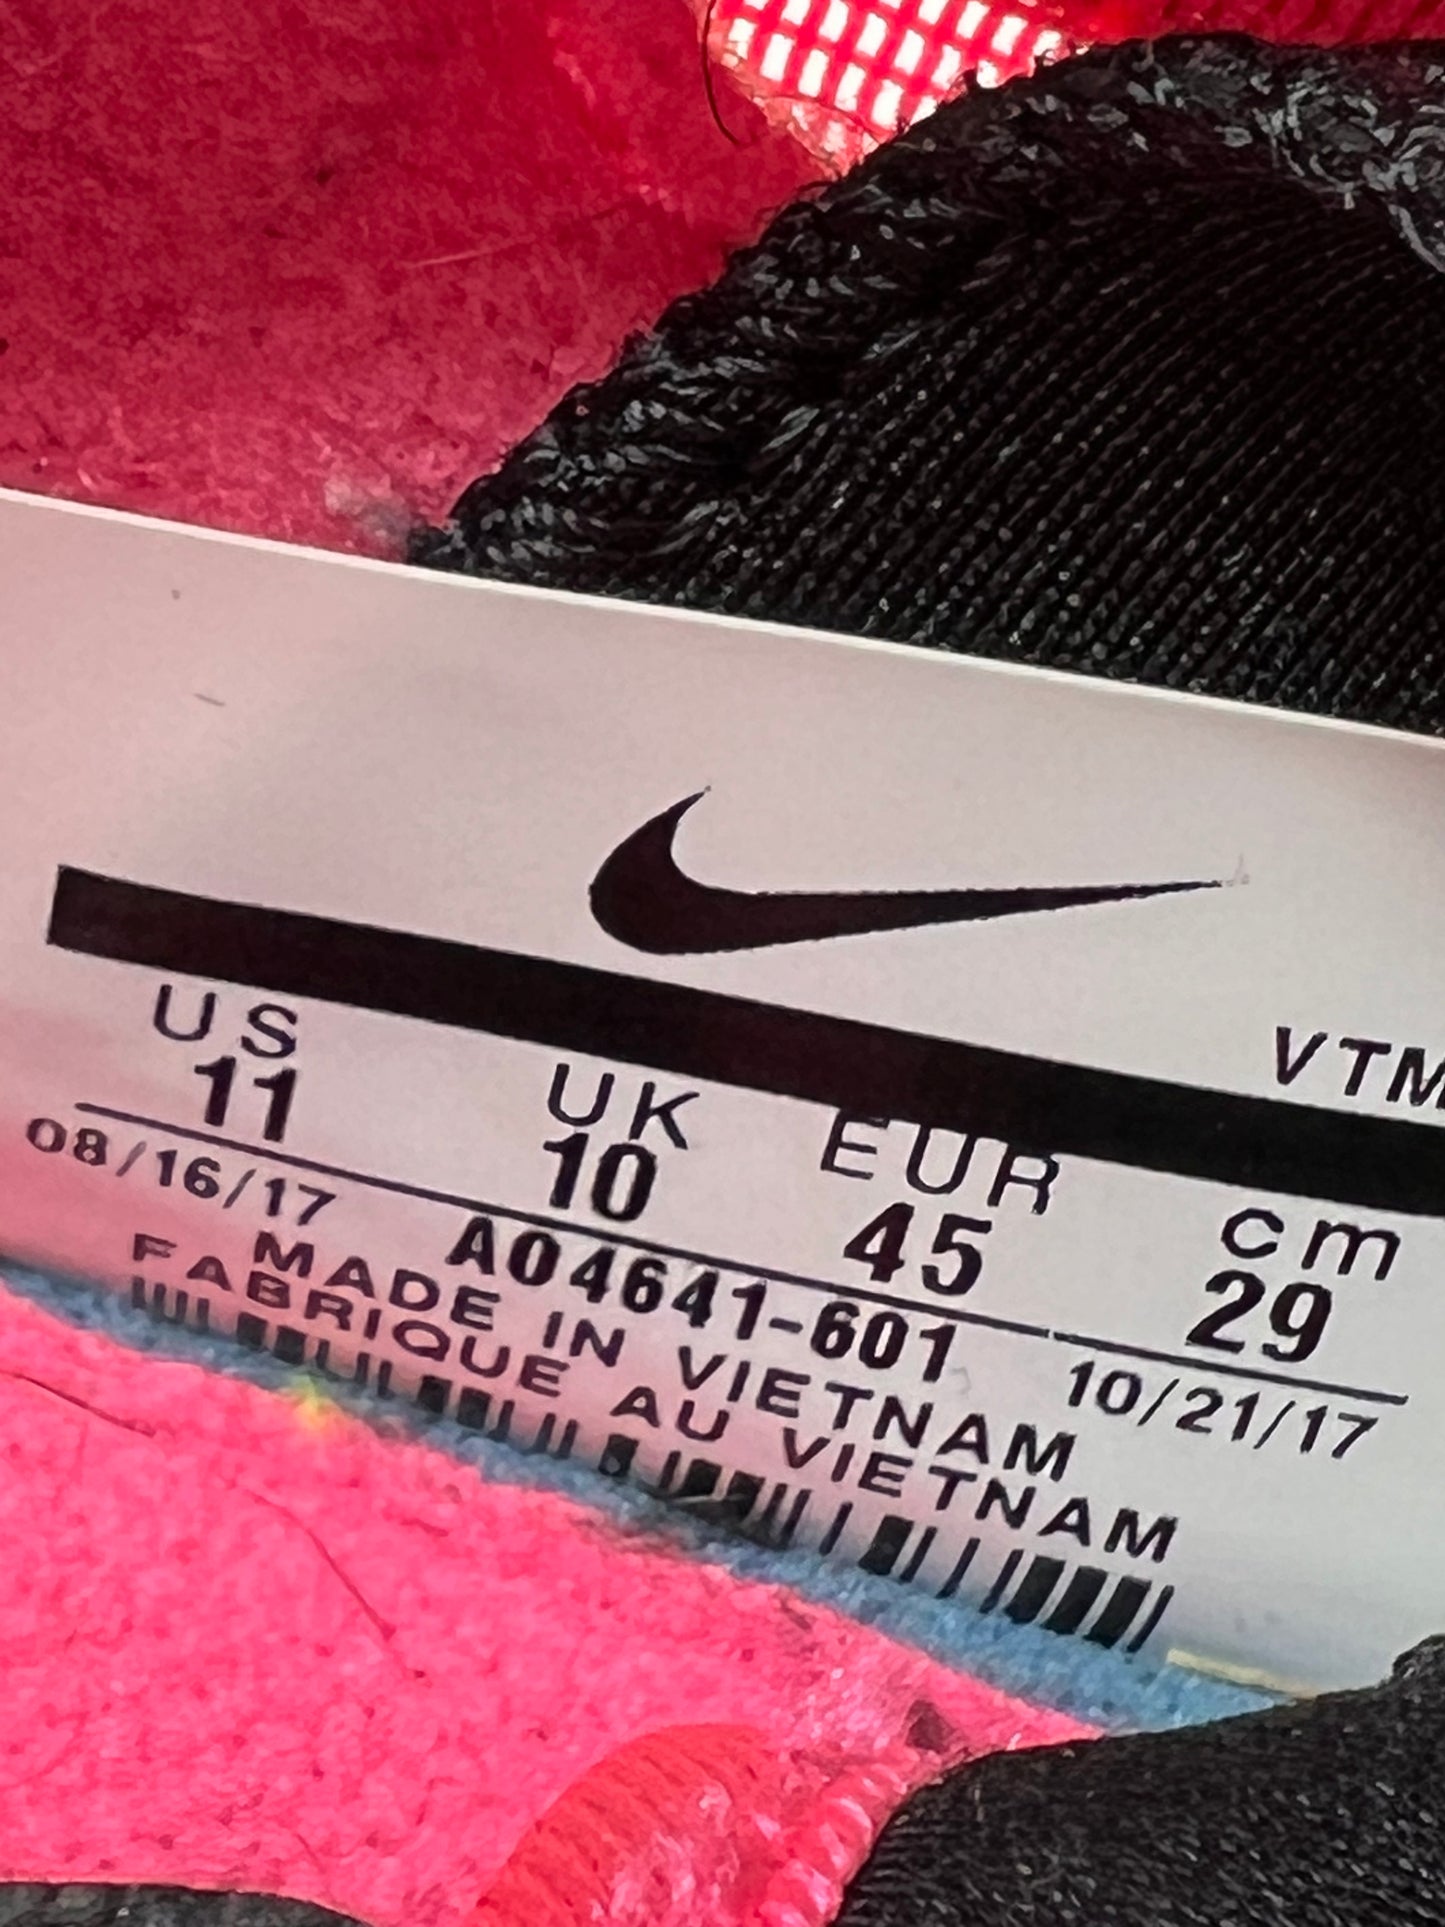 VTM
US UK EUR cm
11 10 45 29
08/16/17 AO4641-601 10/21/17
MADE IN VIETNAM
FABRIQUE AU VIETNAM